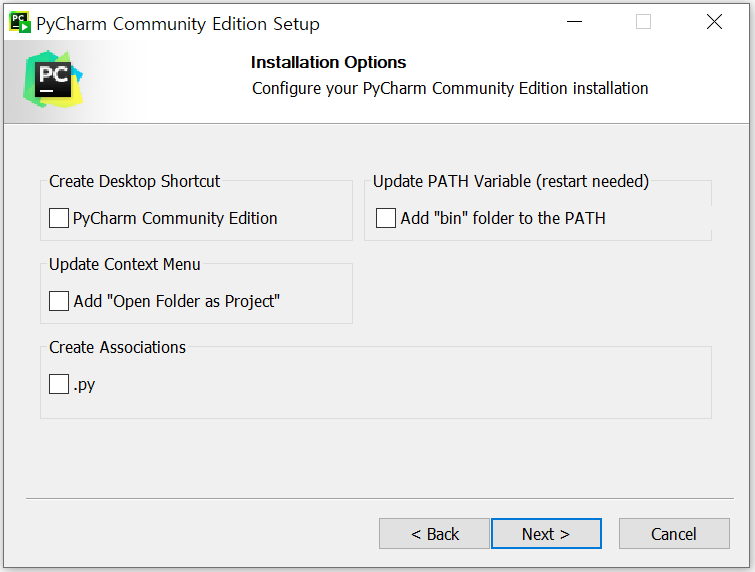 PC
PyCharm Community Edition Setup
PC
Installation Options
Configure your PyCharm Community Edition installation
Create Desktop Shortcut
PyCharm Community Edition
Update PATH Variable (restart needed)
Add "bin" folder to the PATH
Update Context Menu
Add "Open Folder as Project"
Create Associations
.py
< Back
Next >
Cancel